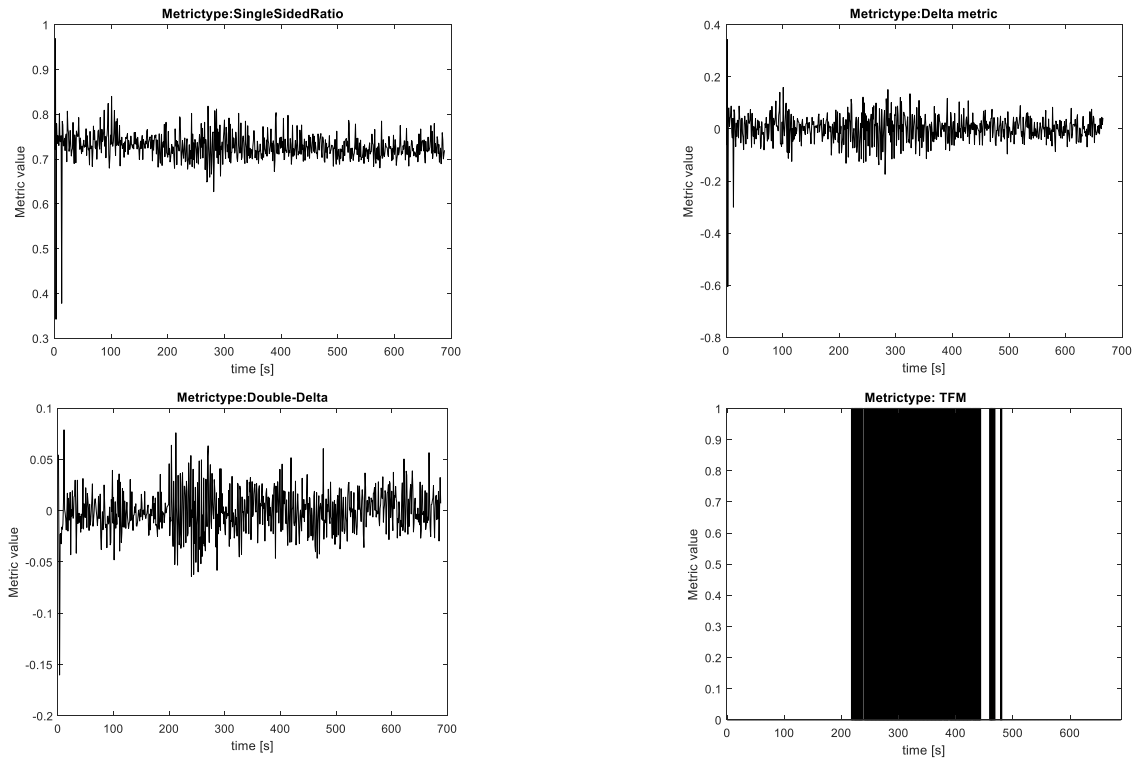 Metrictype:SingleSidedRatio
1
0.9
0.8
0.7
0.6
0.5
0.4
0.3
Metric value
0 100 200 300 400 500 600 700
time [s]
Metrictype:Delta metric
0.4
0.2
0
-0.2
-0.4
-0.6
-0.8
Metric value
0 100 200 300 400 500 600 700
time [s]
Metrictype:Double-Delta
0.1
0.05
0
-0.05
-0.1
-0.15
-0.2
Metric value
0 100 200 300 400 500 600 700
time [s]
Metrictype: TFM
1
0.9
0.8
0.7
0.6
0.5
0.4
0.3
0.2
0.1
0
Metric value
0 100 200 300 400 500 600
time [s]